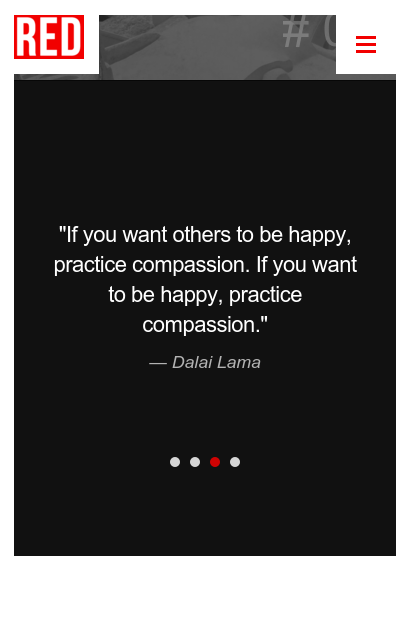 RED
#
"If you want others to be happy,
practice compassion. If you want
to be happy, practice
compassion."
— Dalai Lama